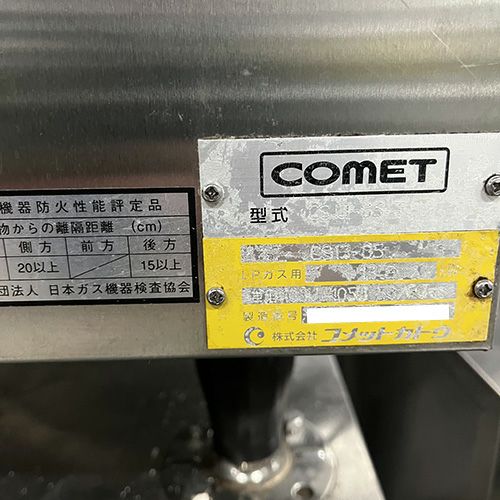 機器防火性能評定品
物からの離隔距離 (cm)
側方 前方 後方
20以上 15以上
団法人 日本ガス機器検査協会
COMET
型式
LPガス用
製造番号
株式会社 コメットカトウ